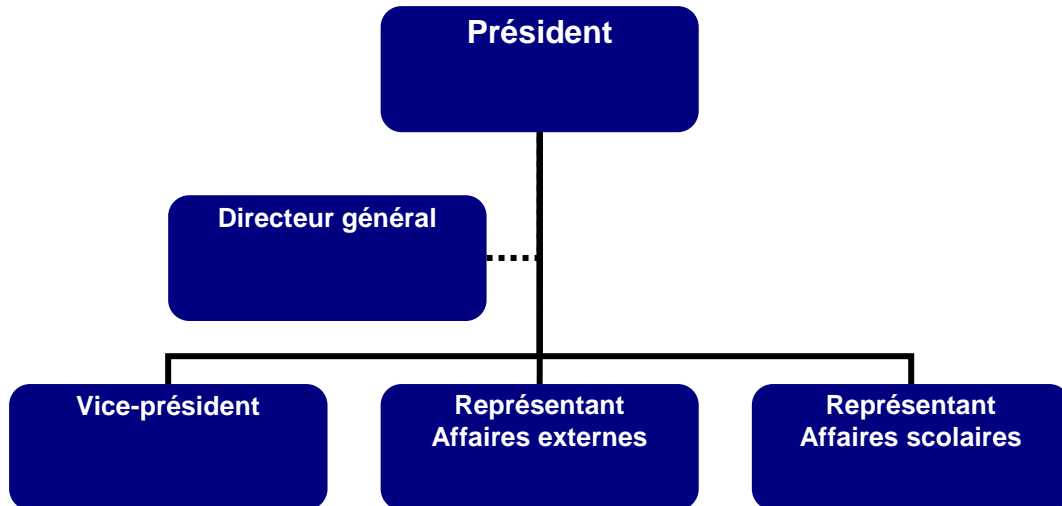 Président
Directeur général
Vice-président
Représentant
Affaires externes
Représentant
Affaires scolaires